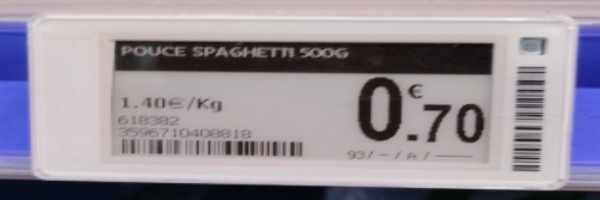 POUCE SPAGHETTI 500G
1.40€/Kg
0.€70
618382
3596710408818
93/-/A/